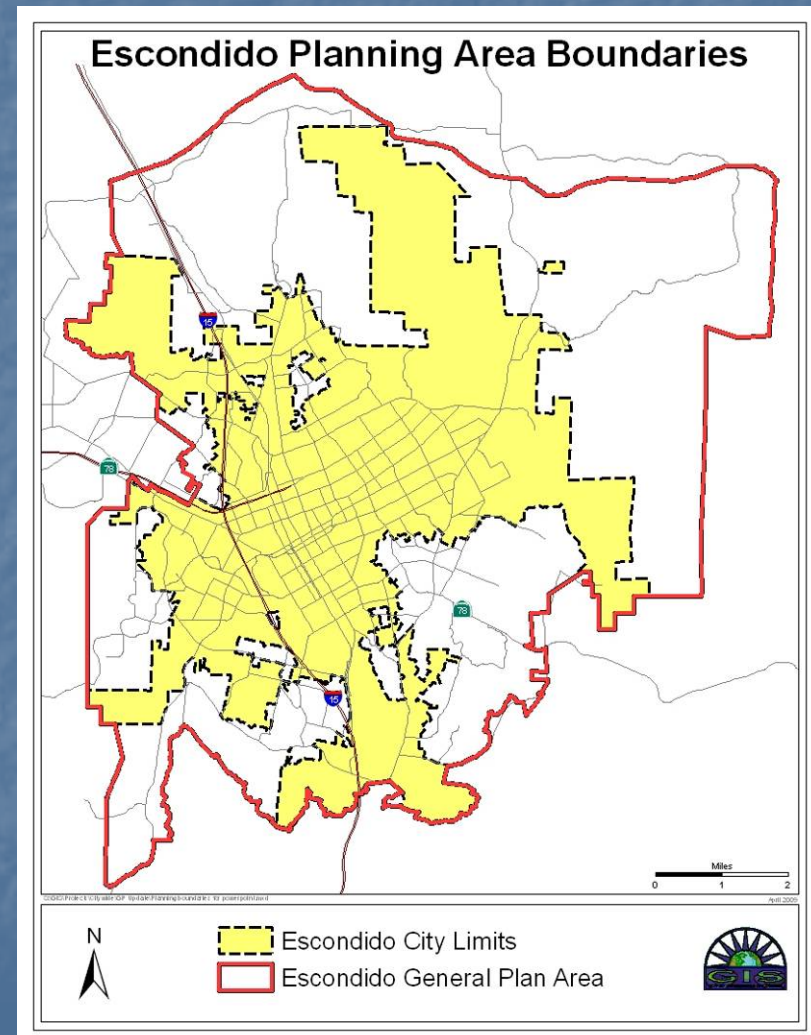 Escondido Planning Area Boundaries
15
78
78
15
Miles
0 1 2
April 2009
N
Escondido City Limits
Escondido General Plan Area
GIS